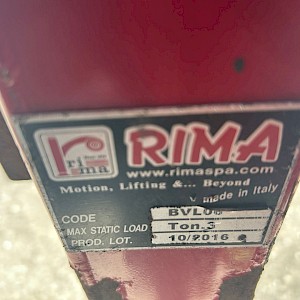 rima
RIMA
www.rimaspa.com
Motion, Lifting &... Beyond
made in Italy
CODE
MAX STATIC LOAD Ton.3
PROD. LOT. 10/2016